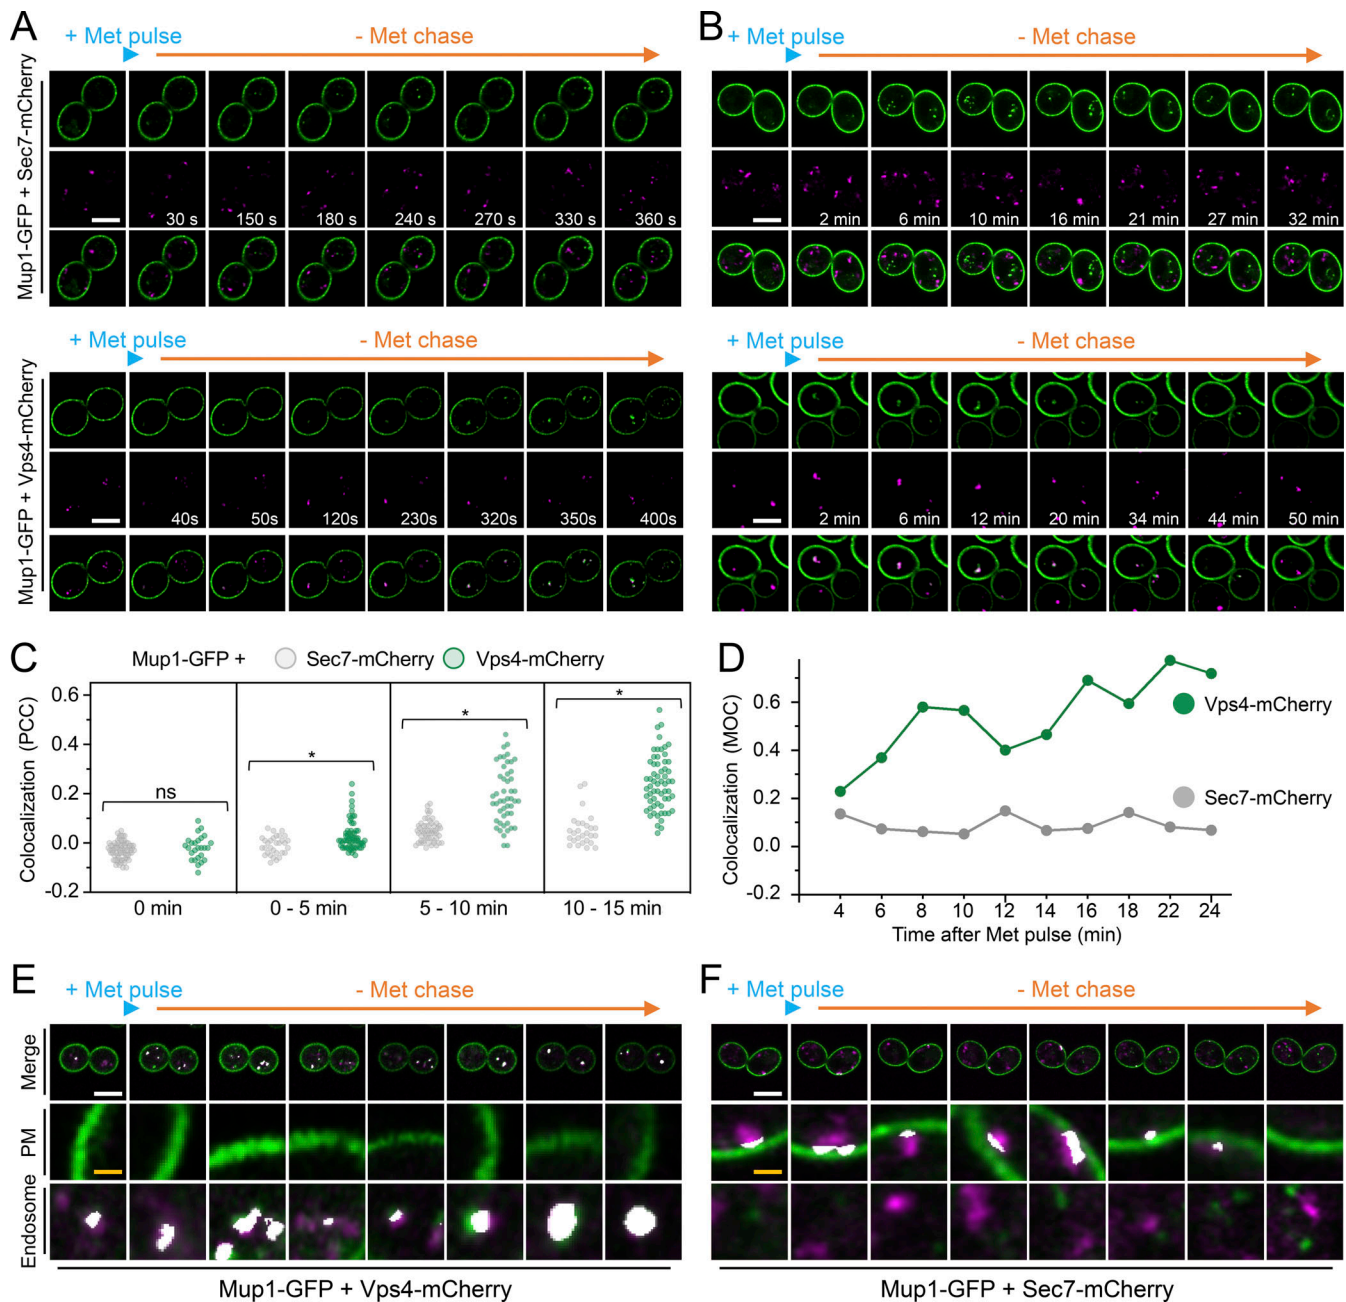 A
+ Met pulse
- Met chase
Mup1-GFP + Sec7-mCherry
30 s
150 s
180 s
240 s
270 s
330 s
360 s
B
+ Met pulse
- Met chase
2 min
6 min
10 min
16 min
21 min
27 min
32 min
+ Met pulse
- Met chase
Mup1-GFP + Vps4-mCherry
40s
50s
120s
230s
320s
350s
400s
+ Met pulse
- Met chase
2 min
6 min
12 min
20 min
34 min
44 min
50 min
C
Mup1-GFP +
Sec7-mCherry
Vps4-mCherry
Colocalization (PCC)
0.6
0.4
0.2
0.0
-0.2
ns
*
*
*
0 min
0 - 5 min
5 - 10 min
10 - 15 min
D
Colocalization (MOC)
0.6
0.4
0.2
0.0
-0.2
Vps4-mCherry
Sec7-mCherry
4
6
8
10
12
14
16
18
22
24
Time after Met pulse (min)
E
+ Met pulse
- Met chase
Merge
PM
Endosome
Mup1-GFP + Vps4-mCherry
F
+ Met pulse
- Met chase
Mup1-GFP + Sec7-mCherry